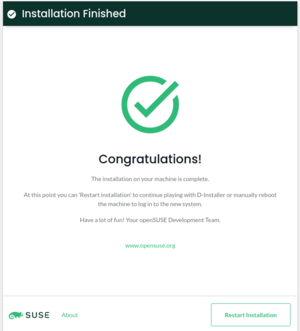 Installation Finished
Congratulations!
The installation on your machine is complete.
At this point you can 'Restart installation' to continue playing with D-Installer or manually reboot
the machine to log in to the new system.
Have a lot of fun! Your openSUSE Development Team.
www.opensuse.org
SUSE
About
Restart Installation